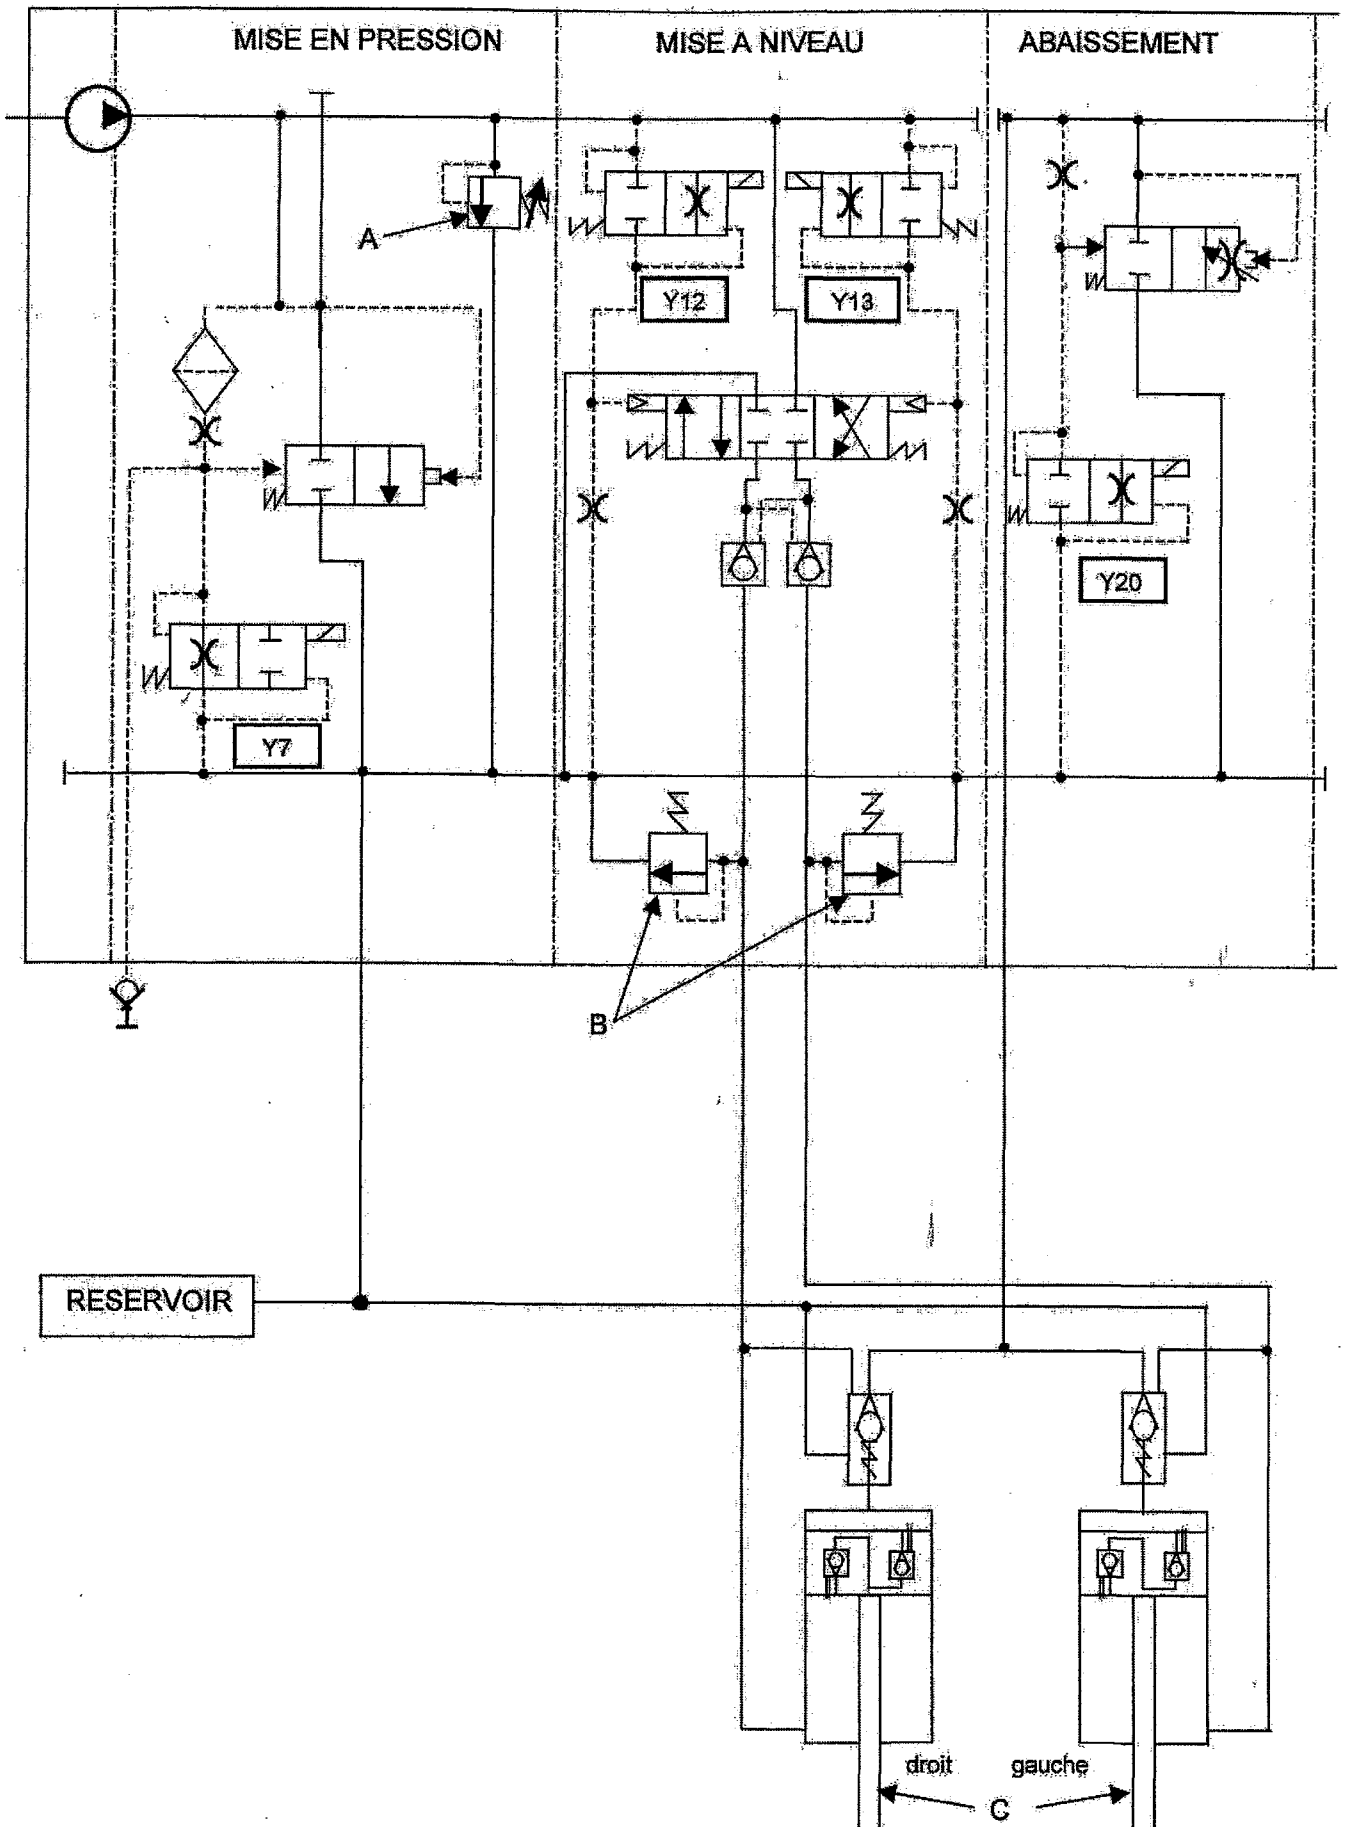 MISE EN PRESSION
MISE A NIVEAU
ABAISSEMENT
A
Y12
Y13
Y20
Y7
B
RESERVOIR
droit
gauche
C